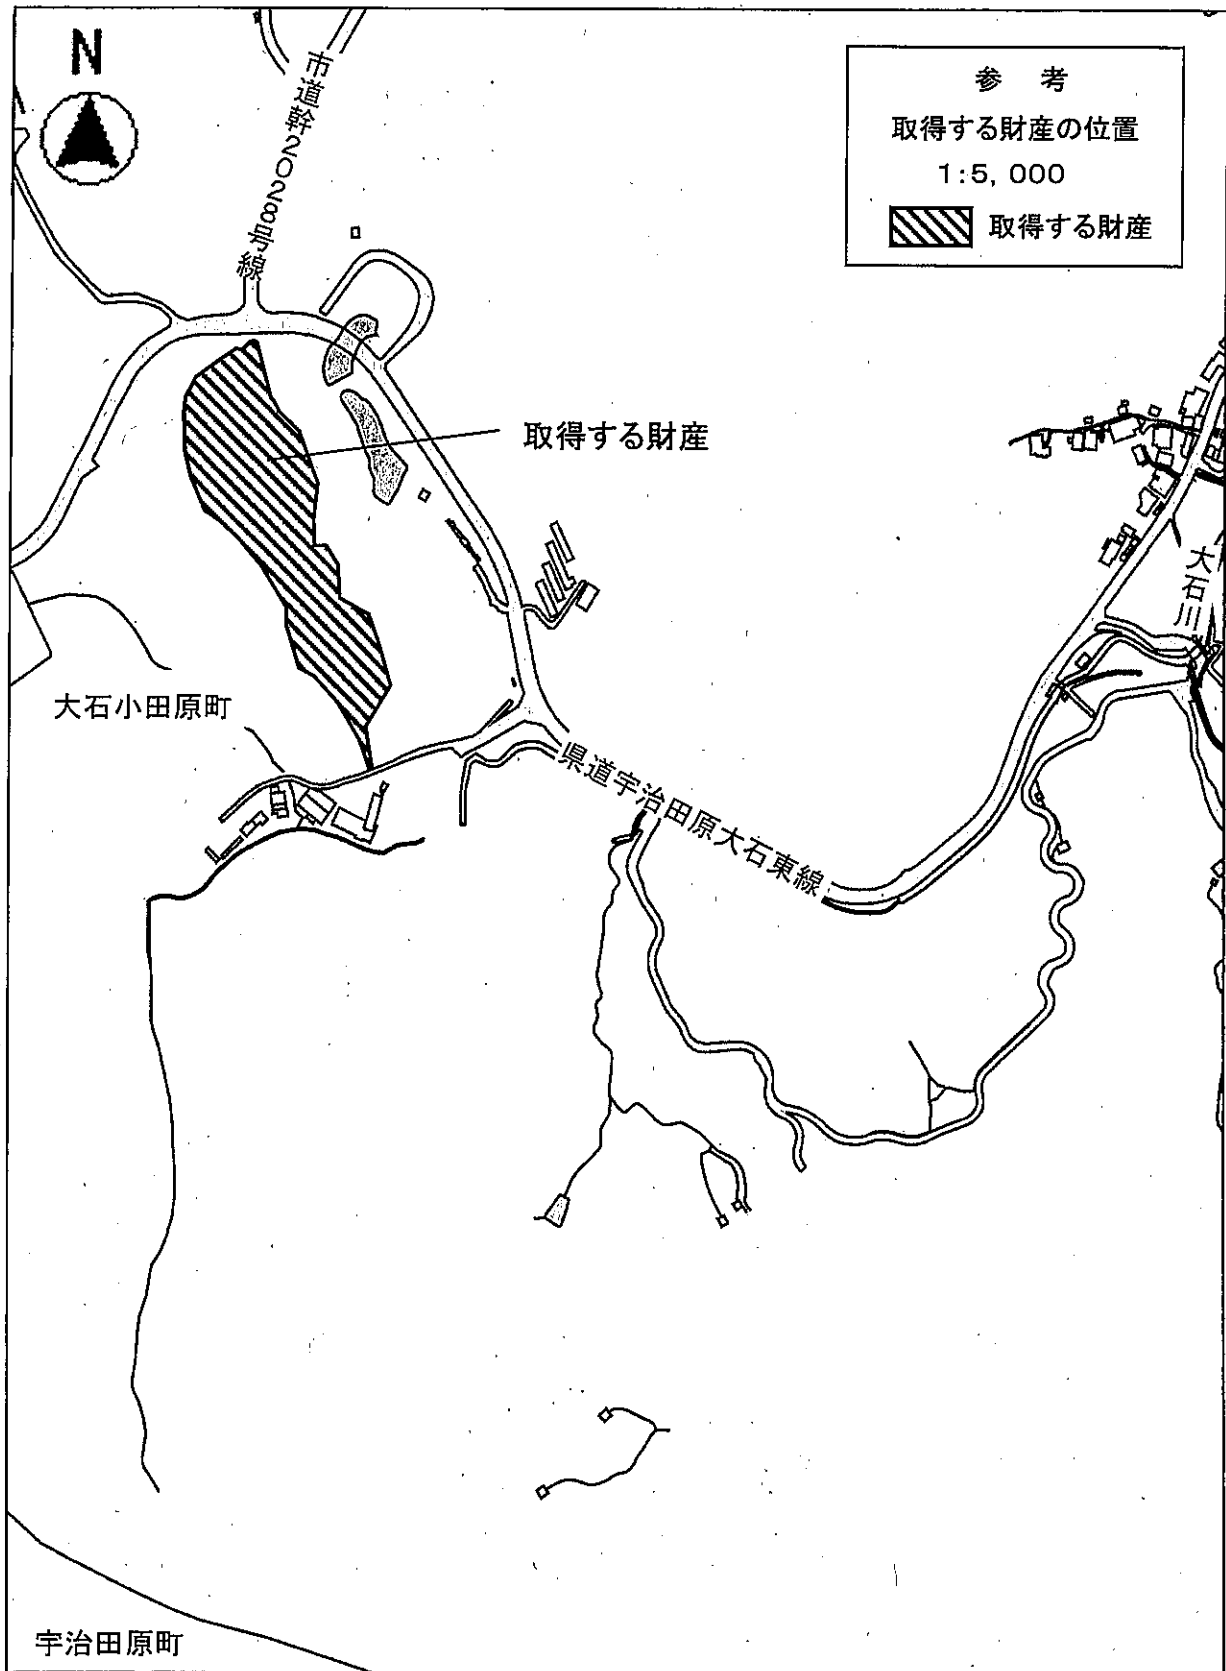 N
市道幹2028号線
参 考
取得する財産の位置
1:5,000
取得する財産
取得する財産
大石川
大石小田原町
県道宇治田原大石東線
宇治田原町